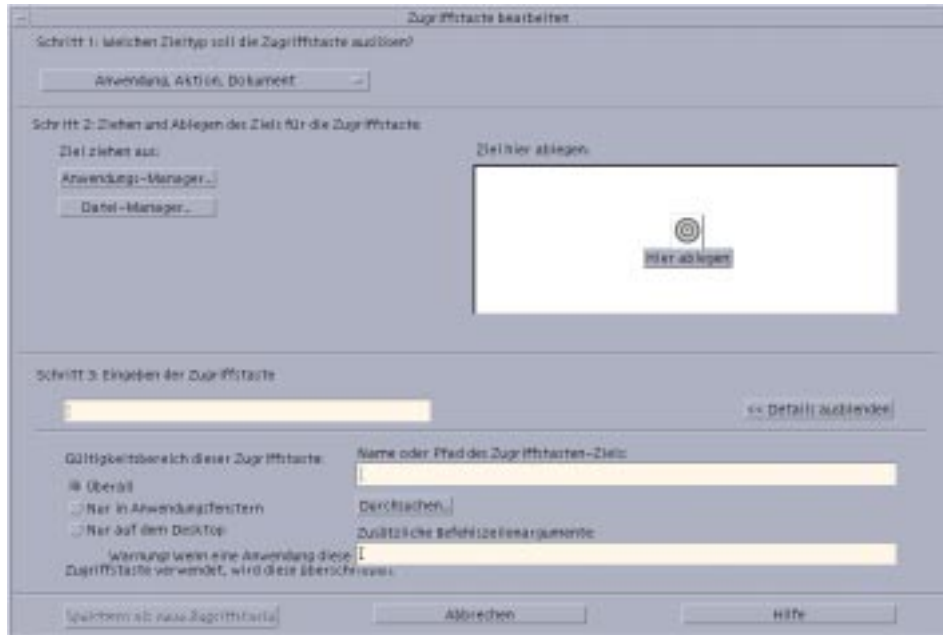 Zugriffstaste bearbeiten
Schritt 1: Welchen Zieltyp soll die Zugriffstaste auslösen?
Anwendung, Aktion, Dokument
Schritt 2: Ziehen und Ablegen des Ziels für die Zugriffstaste
Ziel ziehen aus:
Ziel hier ablegen:
Anwendungs-Manager...
Datei-Manager...
Hier ablegen
Schritt 3: Eingeben der Zugriffstaste
<< Details ausblenden
Gültigkeitsbereich dieser Zugriffstaste:
Name oder Pfad des Zugriffstasten-Ziels:
Überall
Nur in Anwendungsfenstern
Durchsuchen...
Nur auf dem Desktop
Zusätzliche Befehlszeilenargumente:
Warnung: wenn eine Anwendung diese
Zugriffstaste verwendet, wird diese überschrieben.
Speichern als neue Zugriffstaste
Abbrechen
Hilfe